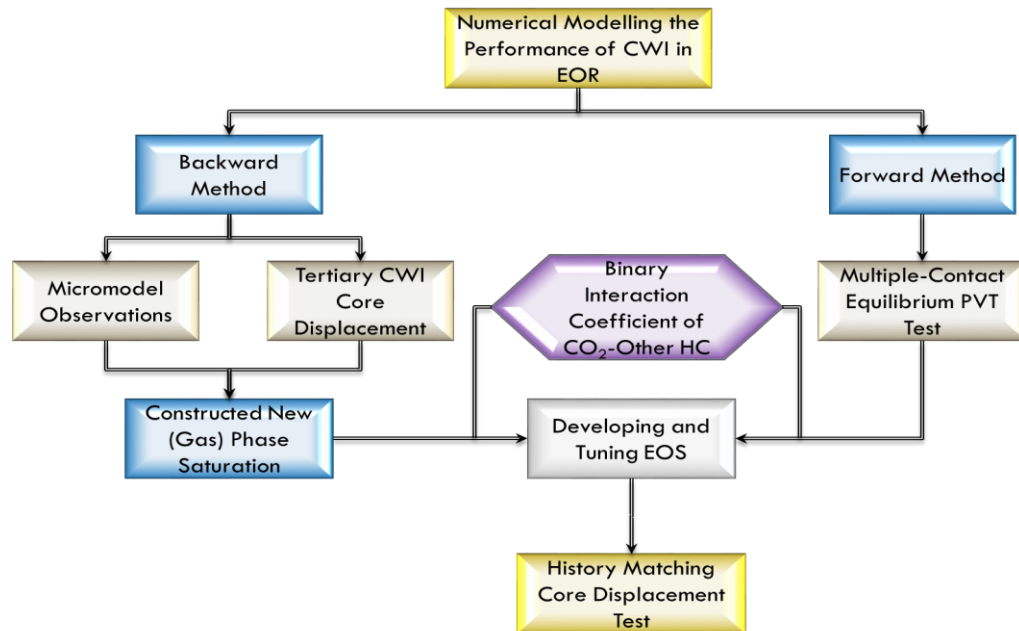 Numerical Modelling the
Performance of CWI in
EOR
Backward
Method
Forward Method
Micromodel
Observations
Tertiary CWI
Core
Displacement
Binary
Interaction
Coefficient of
CO₂-Other HC
Multiple-Contact
Equilibrium PVT
Test
Constructed New
(Gas) Phase
Saturation
Developing and
Tuning EOS
History Matching
Core Displacement
Test